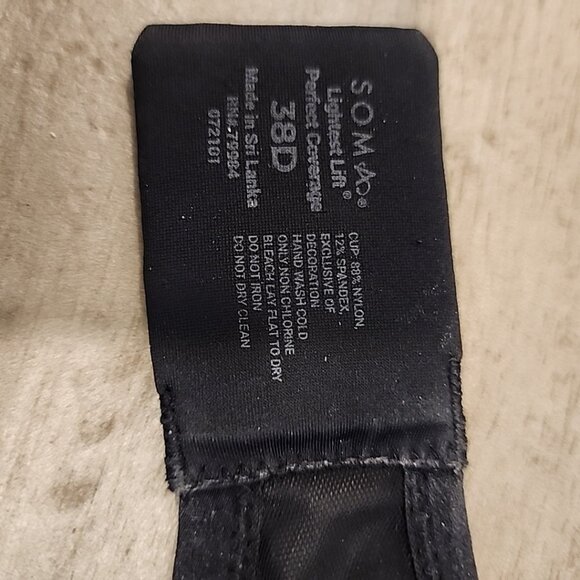 SOMA®
Lightest Lift®
Perfect Coverage
38D
Made in Sri Lanka
RN#.79984
072101
CUP: 88% NYLON,
12% SPANDEX,
EXCLUSIVE OF
DECORATION
HAND WASH COLD
ONLY NON CHLORINE
BLEACH LAY FLAT TO DRY
DO NOT IRON
DO NOT DRY CLEAN